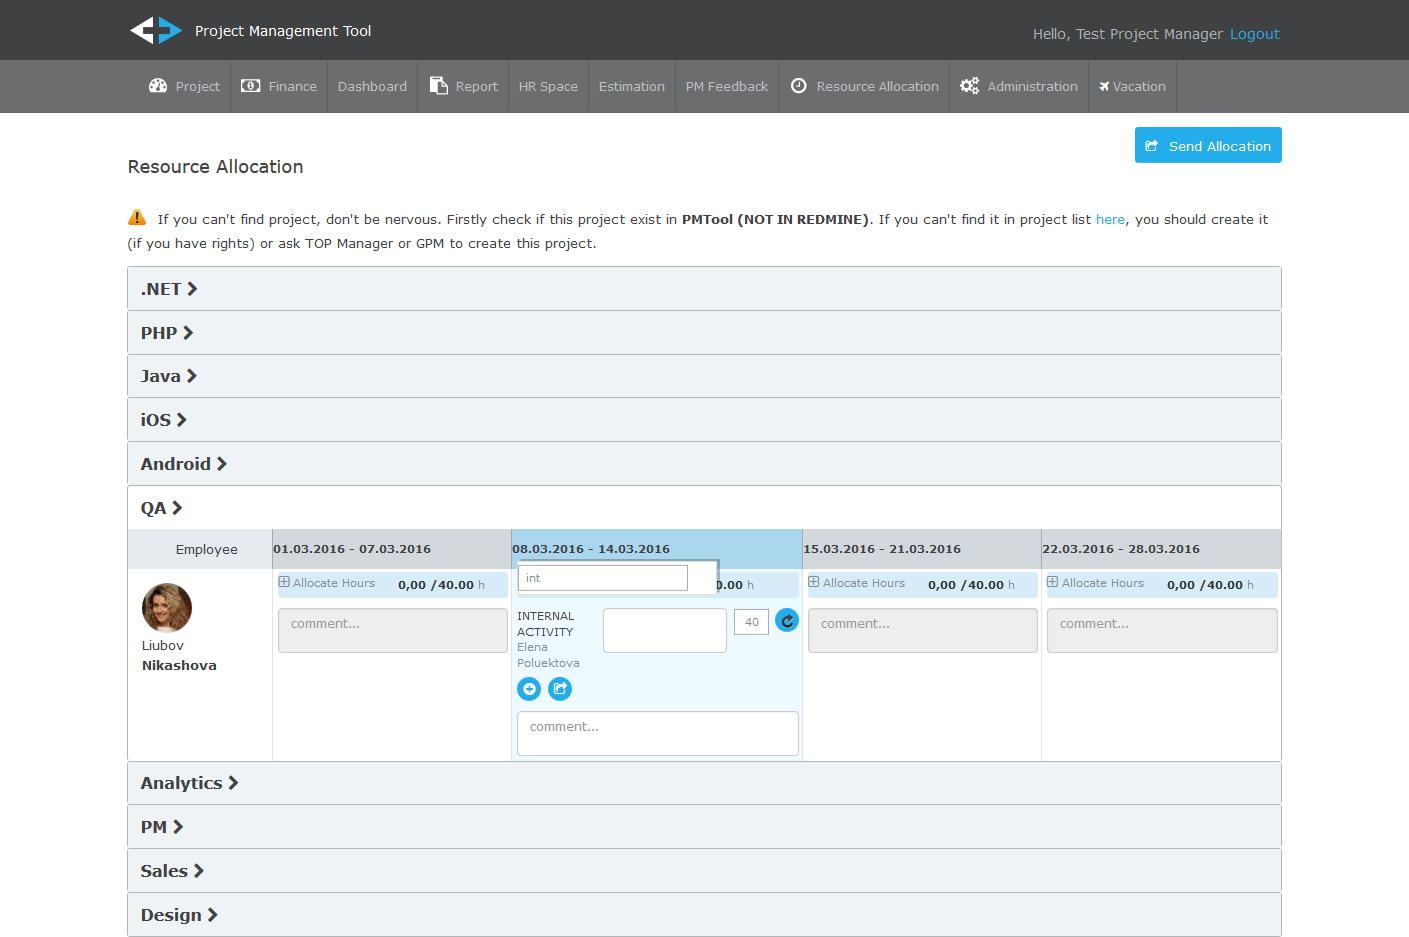 Project Management Tool
Hello, Test Project Manager Logout
Project Finance Dashboard Report HR Space Estimation PM Feedback Resource Allocation Administration Vacation
Send Allocation
Resource Allocation
If you can't find project, don't be nervous. Firstly check if this project exist in PMTool (NOT IN REDMINE). If you can't find it in project list here, you should create it
(if you have rights) or ask TOP Manager or GPM to create this project.
.NET
PHP
Java
iOS
Android
QA
Employee 01.03.2016 - 07.03.2016 08.03.2016 - 14.03.2016 15.03.2016 - 21.03.2016 22.03.2016 - 28.03.2016
Allocate Hours 0,00 /40.00 h int 0.00 h Allocate Hours 0,00 /40.00 h Allocate Hours 0,00 /40.00 h
Liubov
Nikashova
comment...
INTERNAL
ACTIVITY
Elena
Poluektova
40
comment...
comment...
comment...
Analytics
PM
Sales
Design